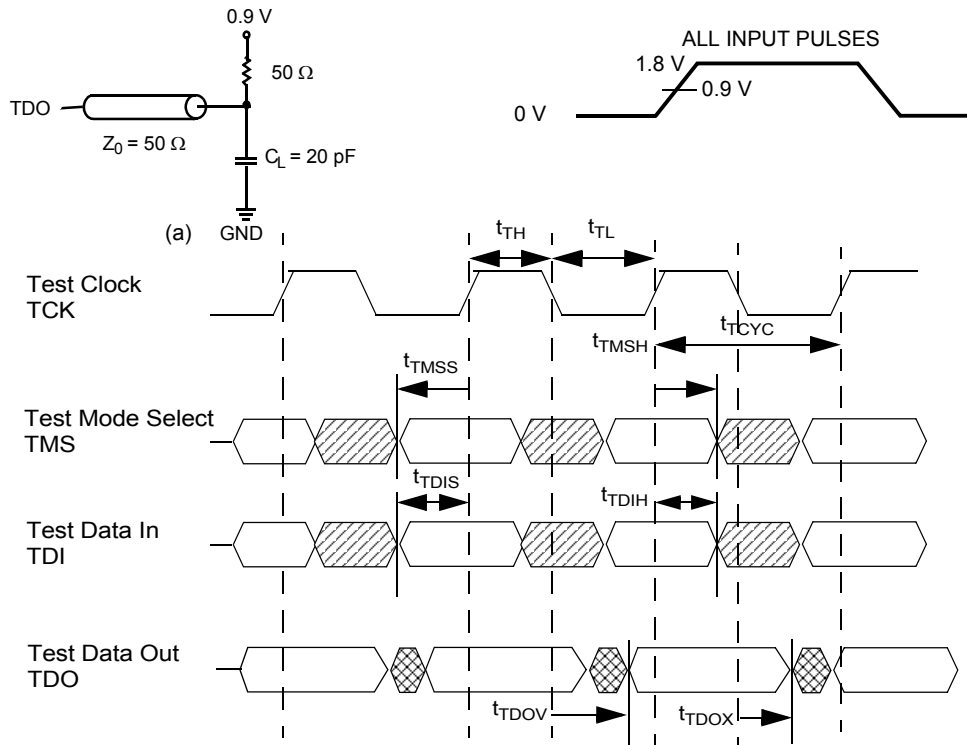 0.9 V
50 Ω
TDO
Z0 = 50 Ω
CL = 20 pF
(a) GND
ALL INPUT PULSES
1.8 V
0.9 V
0 V
tTH
tTL
Test Clock
TCK
tTCYC
tTMSH
tTMSS
Test Mode Select
TMS
tTDIS
tTDIH
Test Data In
TDI
Test Data Out
TDO
tTDOV
tTDOX